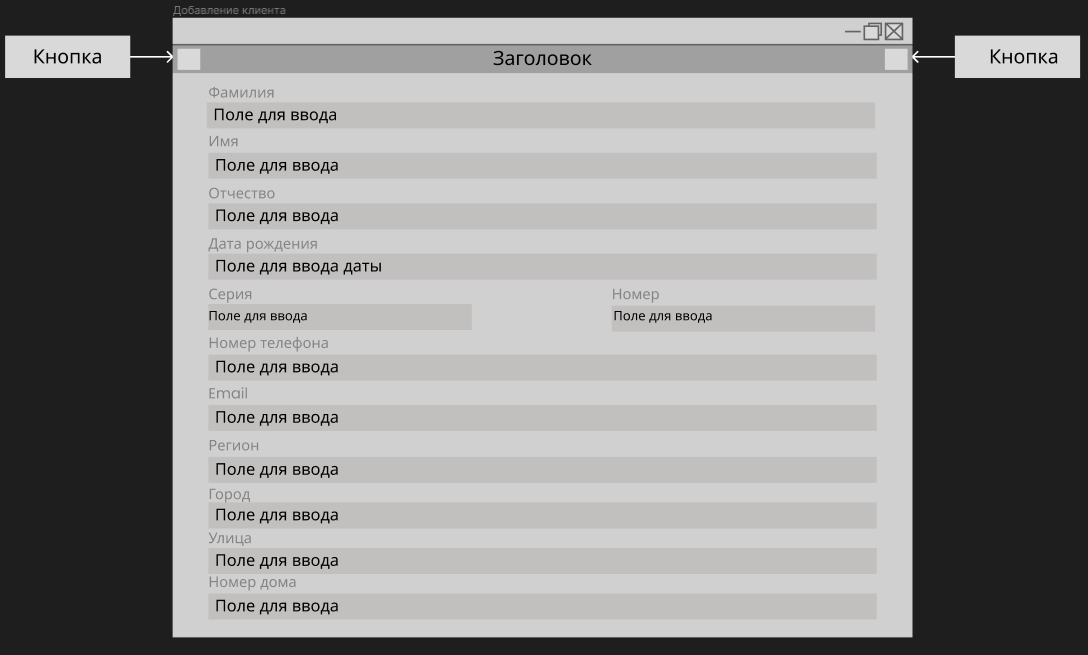 Добавление клиента
Кнопка
Заголовок
Кнопка
Фамилия
Поле для ввода
Имя
Поле для ввода
Отчество
Поле для ввода
Дата рождения
Поле для ввода даты
Серия
Номер
Поле для ввода
Поле для ввода
Номер телефона
Поле для ввода
Email
Поле для ввода
Регион
Поле для ввода
Город
Поле для ввода
Улица
Поле для ввода
Номер дома
Поле для ввода